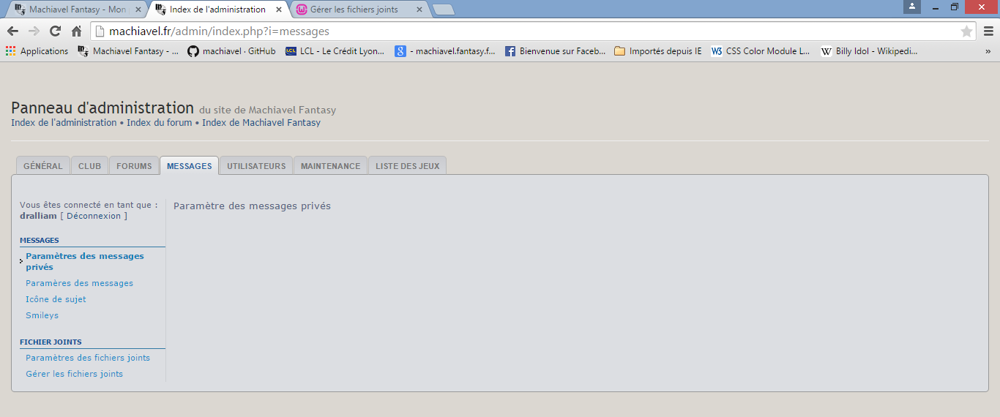 Machiavel Fantasy - Mon
Index de l'administration
Gérer les fichiers joints
machiavel.fr/admin/index.php?i=messages
Applications Machiavel Fantasy - ... machiavel · GitHub LCL - Le Crédit Lyon... - machiavel.fantasy.f... Bienvenue sur Faceb... Importés depuis IE W3 CSS Color Module L... W Billy Idol - Wikipedi... »
Panneau d'administration du site de Machiavel Fantasy
Index de l'administration • Index du forum • Index de Machiavel Fantasy
GÉNÉRAL CLUB FORUMS MESSAGES UTILISATEURS MAINTENANCE LISTE DES JEUX
Vous êtes connecté en tant que :
dralliam [ Déconnexion ]
MESSAGES
Paramètres des messages
privés
Paramères des messages
Icône de sujet
Smileys
FICHIER JOINTS
Paramètres des fichiers joints
Gérer les fichiers joints
Paramètre des messages privés